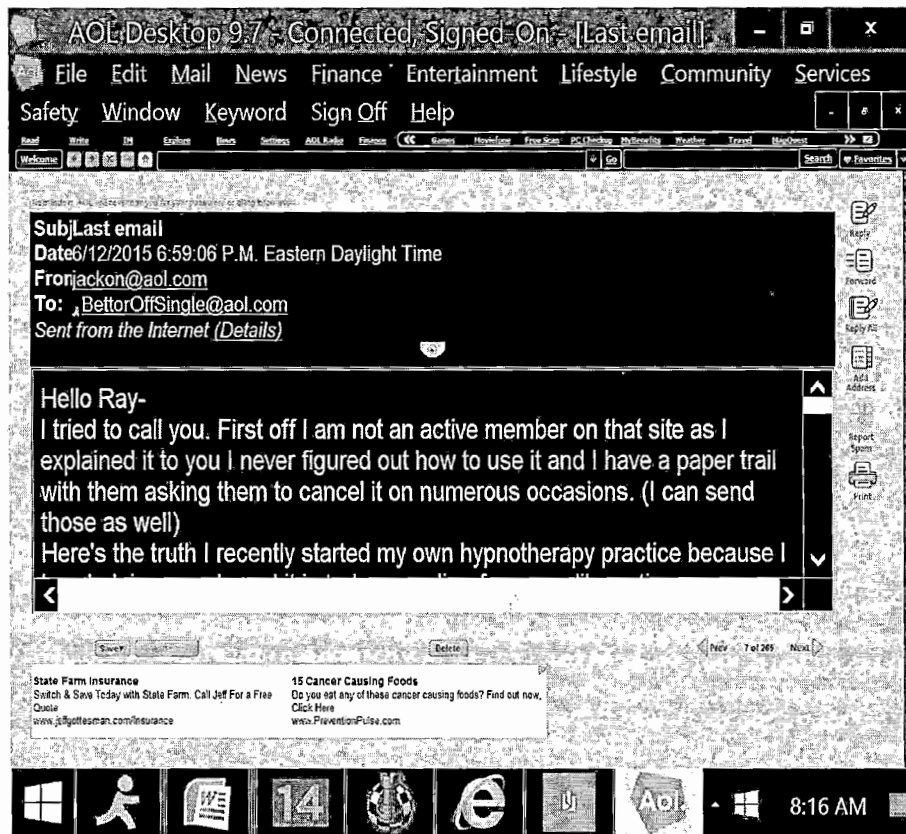 AOL Desktop 9.7 - Connected, Signed-On - [Last email]
File Edit Mail News Finance Entertainment Lifestyle Community Services
Safety Window Keyword Sign Off Help
Read Write IM Explore News Settings AOL Radio Finance Games Moviefone Free Scan PC Checkup MyBenefits Weather Travel MapQuest
Welcome Go Search Favorites
SubjLast email
Date6/12/2015 6:59:06 P.M. Eastern Daylight Time
Fronjackon@aol.com
To: BettorOffSingle@aol.com
Sent from the Internet (Details)
Reply
Forward
Reply All
Add
Address
Report
Spam
Print
Hello Ray-
I tried to call you. First off I am not an active member on that site as I
explained it to you I never figured out how to use it and I have a paper trail
with them asking them to cancel it on numerous occasions. (I can send
those as well)
Here's the truth I recently started my own hypnotherapy practice because I
Save Delete Prev 7 of 265 Next
State Farm Insurance
Switch & Save Today with State Farm. Call Jeff For a Free
Quote
www.jeffgottesman.com/Insurance
15 Cancer Causing Foods
Do you eat any of these cancer causing foods? Find out now,
Click Here
www.PreventionPulse.com
14 Aol 8:16 AM